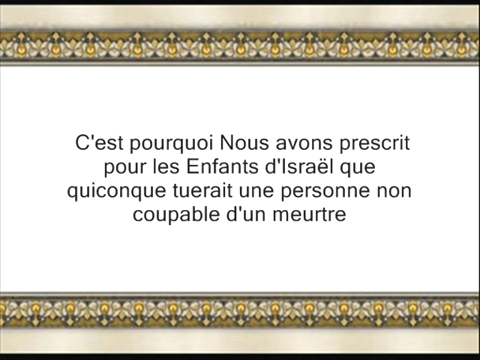 C'est pourquoi Nous avons prescrit
pour les Enfants d'Israël que
quiconque tuerait une personne non
coupable d'un meurtre